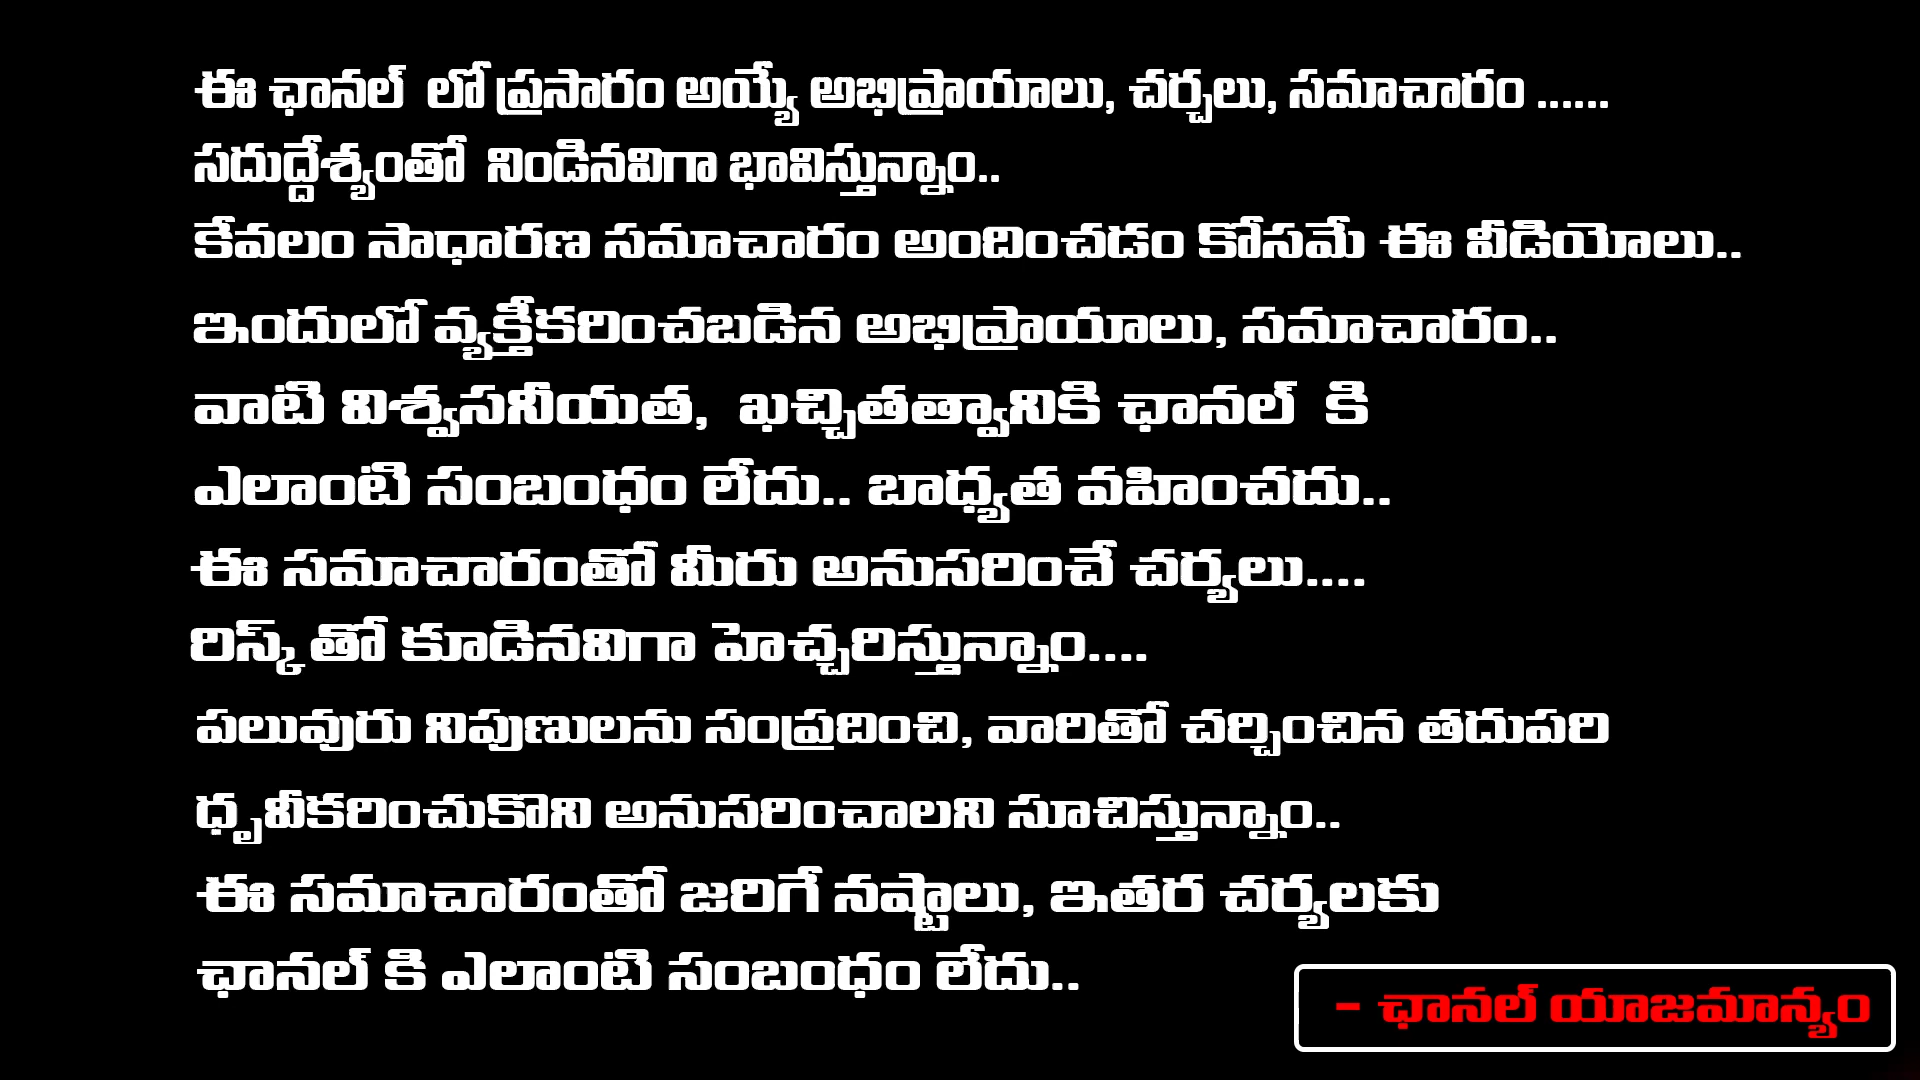 ఈ ఛానల్ లో ప్రసారం అయ్యే అభిప్రాయాలు, చర్చలు, సమాచారం ......
సదుద్దేశ్యంతో నిండినవిగా భావిస్తున్నాం..
కేవలం సాధారణ సమాచారం అందించడం కోసమే ఈ వీడియోలు..
ఇందులో వ్యక్తీకరించబడిన అభిప్రాయాలు, సమాచారం..
వాటి విశ్వసనీయత, ఖచ్చితత్వానికి ఛానల్ కి
ఎలాంటి సంబంధం లేదు.. బాధ్యత వహించదు..
ఈ సమాచారంతో మీరు అనుసరించే చర్యలు....
రిస్క్ తో కూడినవిగా హెచ్చరిస్తున్నాం....
పలువురు నిపుణులను సంప్రదించి, వారితో చర్చించిన తదుపరి
ధృవీకరించుకొని అనుసరించాలని సూచిస్తున్నాం..
ఈ సమాచారంతో జరిగే నష్టాలు, ఇతర చర్యలకు
ఛానల్ కి ఎలాంటి సంబంధం లేదు..
- ఛానల్ యాజమాన్యం